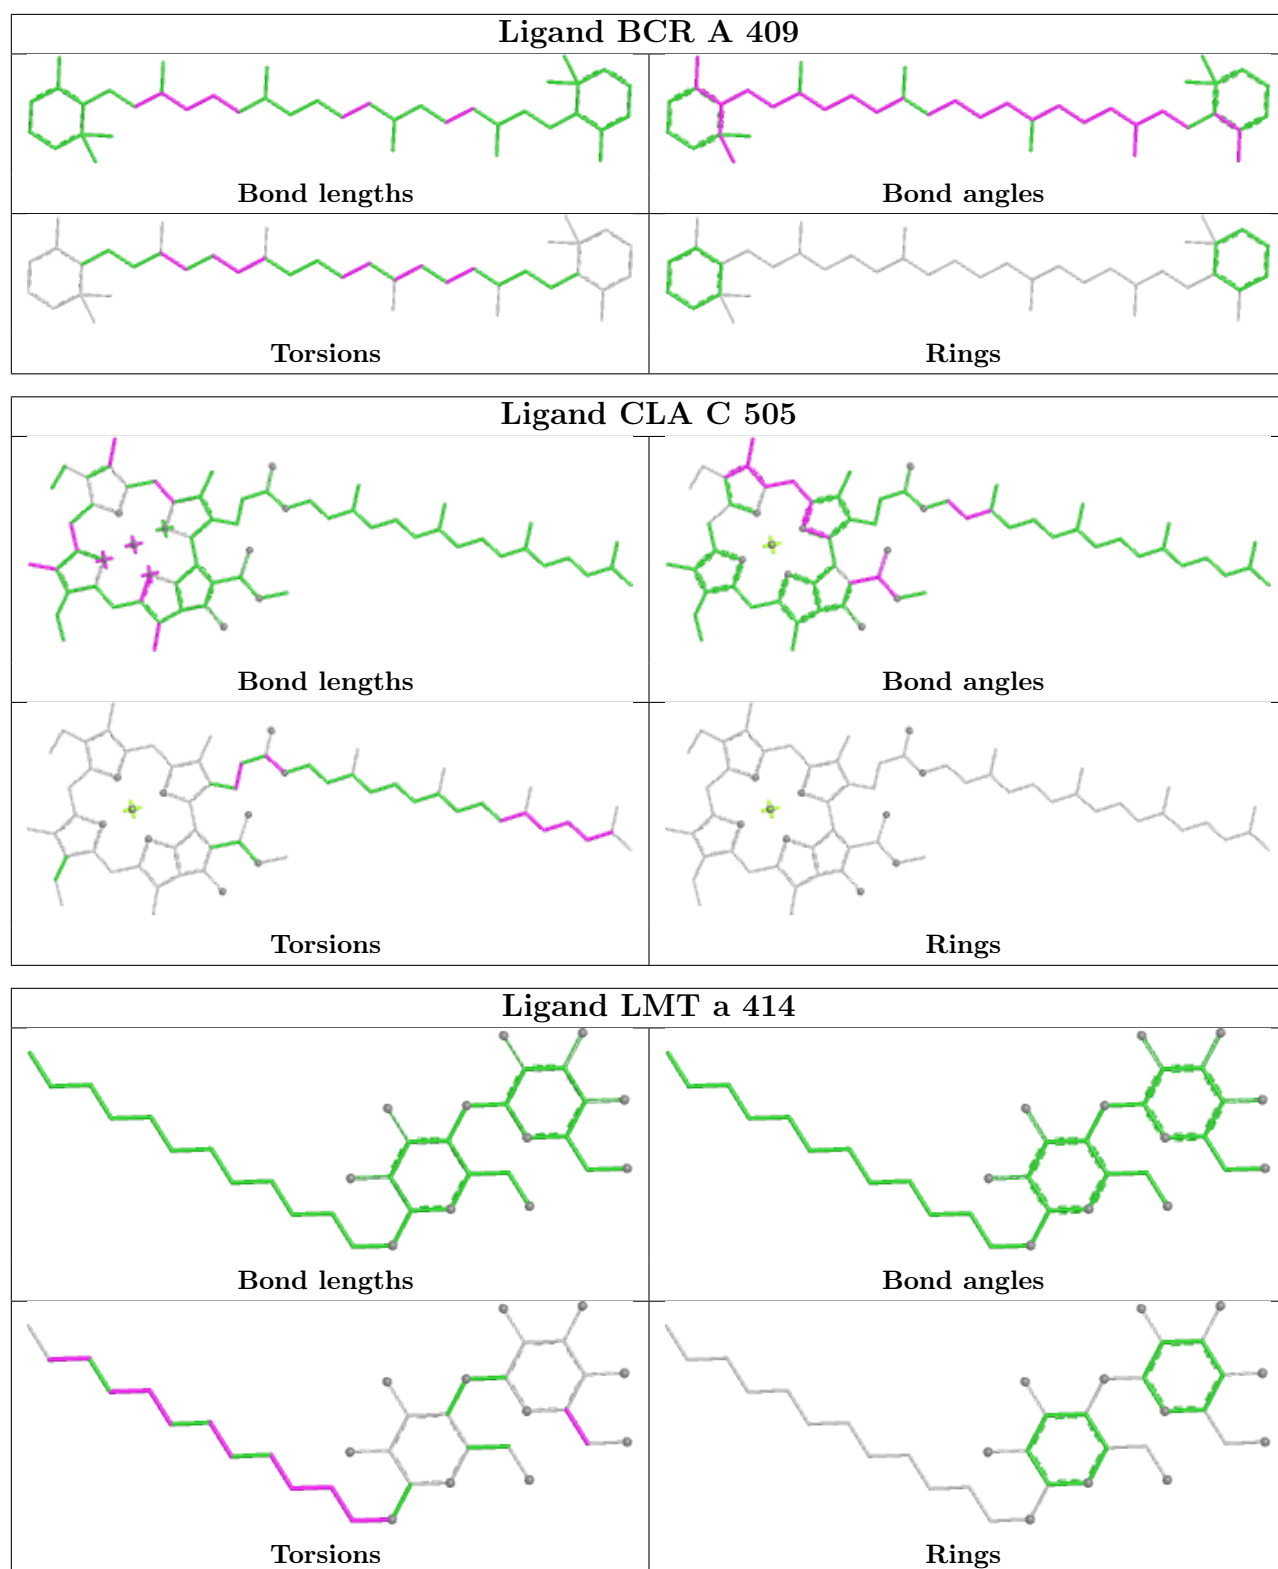 Ligand BCR A 409
Bond lengths
Bond angles
Torsions
Rings
Ligand CLA C 505
Bond lengths
Bond angles
Torsions
Rings
Ligand LMT a 414
Bond lengths
Bond angles
Torsions
Rings